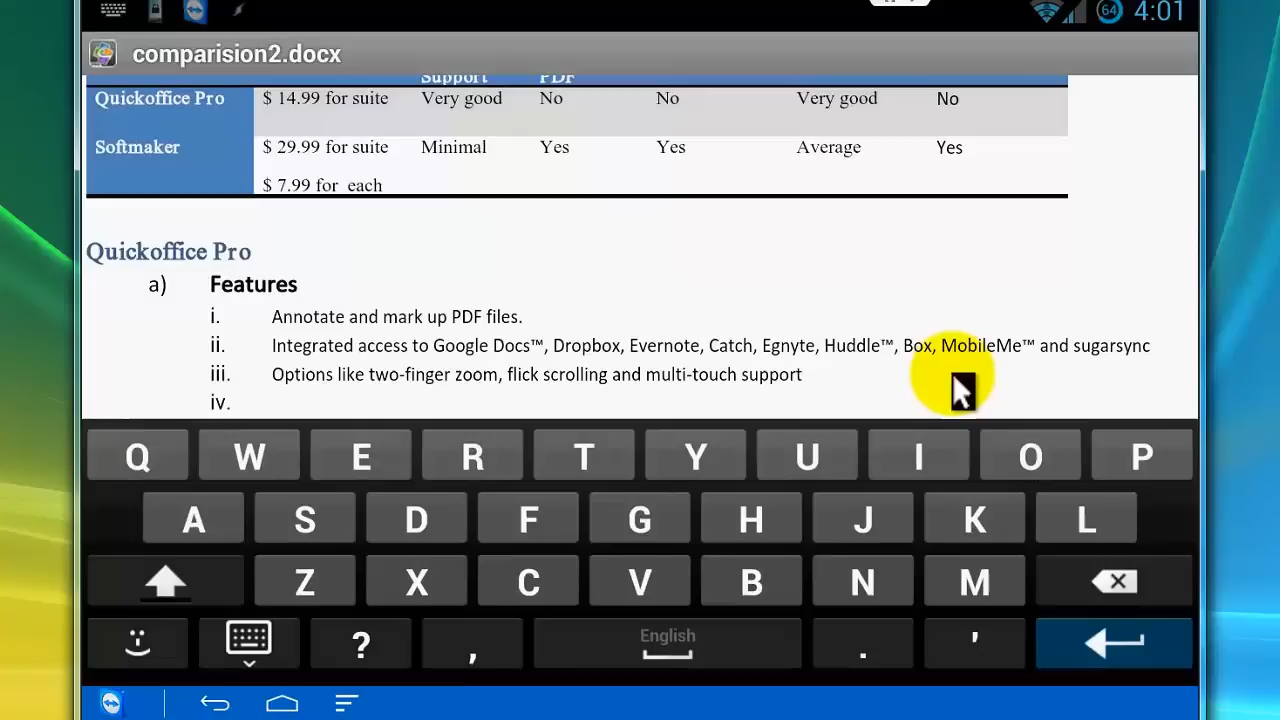 64 4:01
comparision2.docx
Support PDF
Quickoffice Pro $ 14.99 for suite Very good No No Very good No
Softmaker $ 29.99 for suite Minimal Yes Yes Average Yes
$ 7.99 for each
Quickoffice Pro
a) Features
i. Annotate and mark up PDF files.
ii. Integrated access to Google Docs™, Dropbox, Evernote, Catch, Egnyte, Huddle™, Box, MobileMe™ and sugarsync
iii. Options like two-finger zoom, flick scrolling and multi-touch support
iv.
Q W E R T Y U I O P
A S D F G H J K L
Z X C V B N M
? , English . '